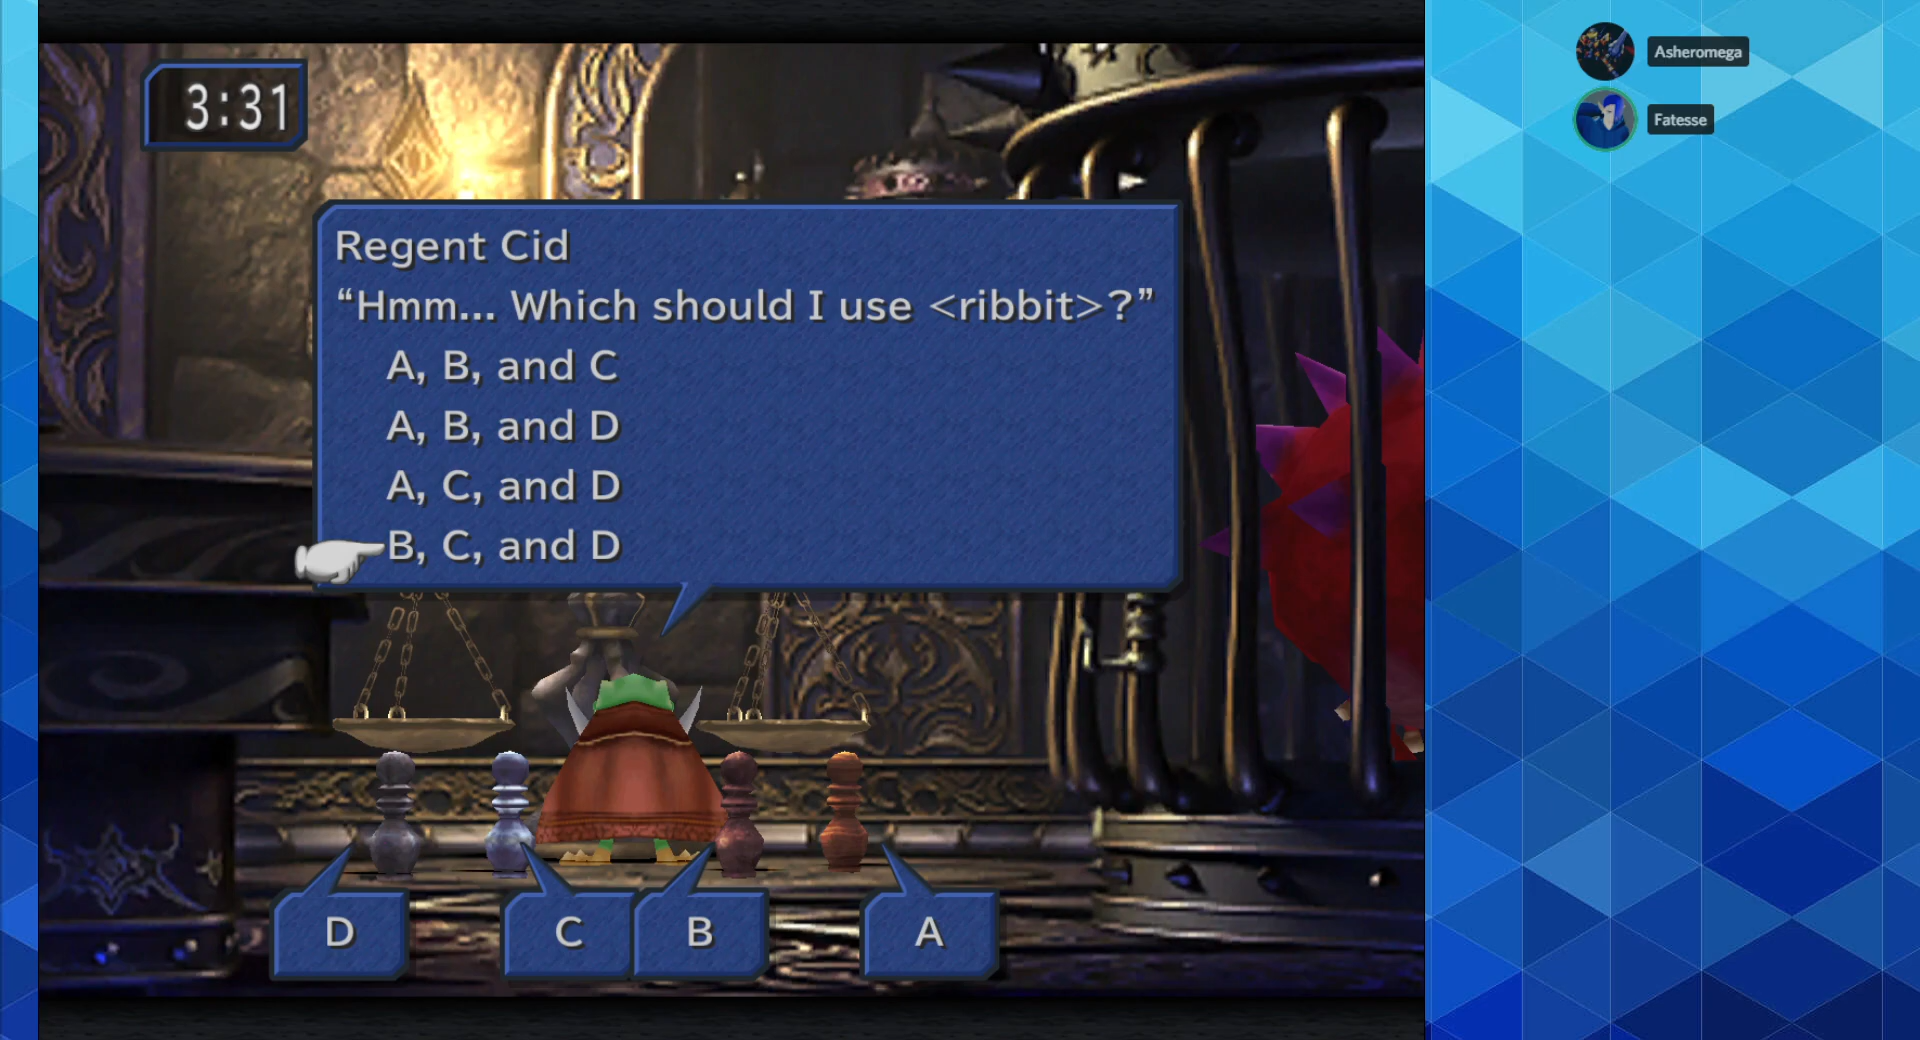 3:31
Regent Cid
“Hmm... Which should I use <ribbit>?”
A, B, and C
A, B, and D
A, C, and D
B, C, and D
D
C
B
A
Asheromega
Fatesse